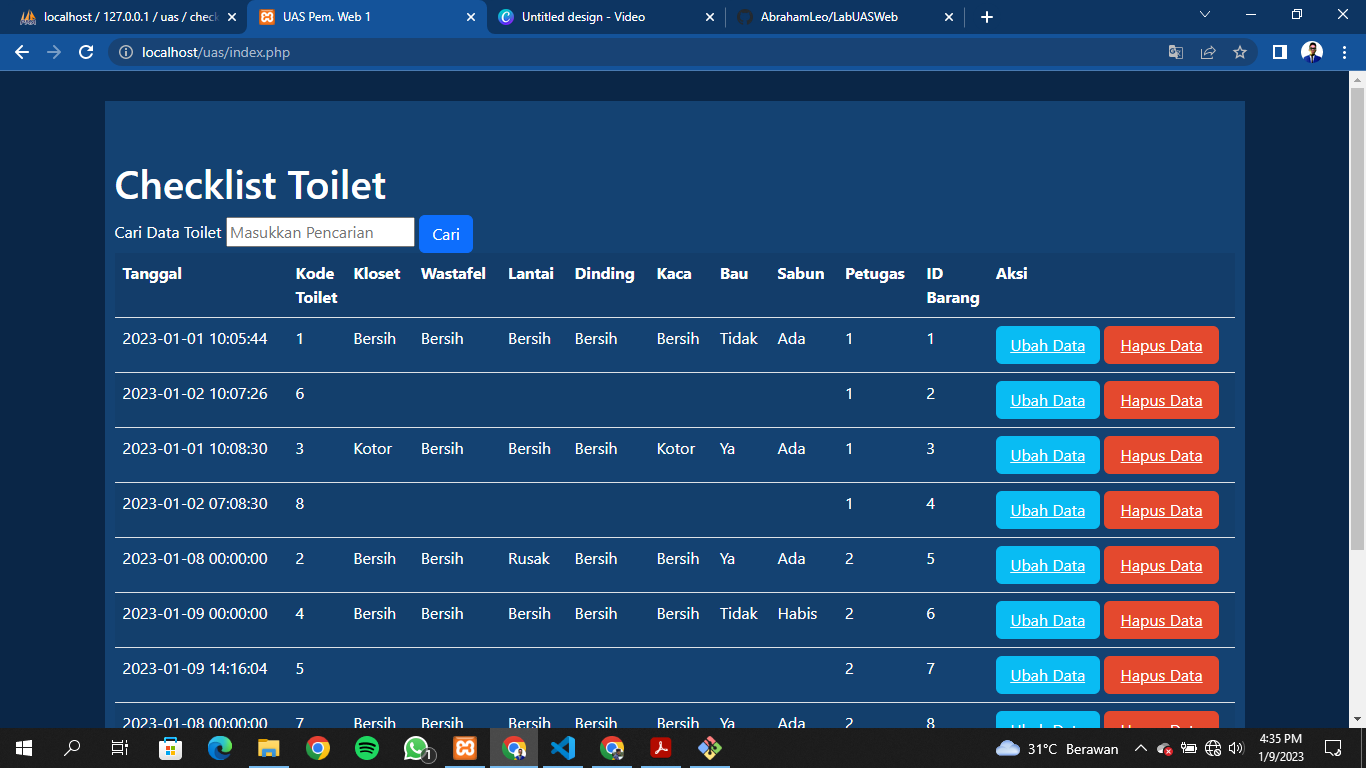 localhost / 127.0.0.1 / uas / check
UAS Pem. Web 1
Untitled design - Video
AbrahamLeo/LabUASWeb
localhost/uas/index.php
Checklist Toilet
Cari Data Toilet Masukkan Pencarian Cari
Tanggal Kode Toilet Kloset Wastafel Lantai Dinding Kaca Bau Sabun Petugas ID Barang Aksi
2023-01-01 10:05:44 1 Bersih Bersih Bersih Bersih Bersih Tidak Ada 1 1 Ubah Data Hapus Data
2023-01-02 10:07:26 6 1 2 Ubah Data Hapus Data
2023-01-01 10:08:30 3 Kotor Bersih Bersih Bersih Kotor Ya Ada 1 3 Ubah Data Hapus Data
2023-01-02 07:08:30 8 1 4 Ubah Data Hapus Data
2023-01-08 00:00:00 2 Bersih Bersih Rusak Bersih Bersih Ya Ada 2 5 Ubah Data Hapus Data
2023-01-09 00:00:00 4 Bersih Bersih Bersih Bersih Bersih Tidak Habis 2 6 Ubah Data Hapus Data
2023-01-09 14:16:04 5 2 7 Ubah Data Hapus Data
2023-01-08 00:00:00 7 Bersih Bersih Bersih Bersih Bersih Ya Ada 2 8 Ubah Data Hapus Data
1
31°C Berawan
4:35 PM
1/9/2023